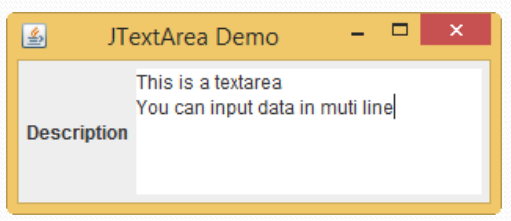 JTextArea Demo
This is a textarea
You can input data in muti line
Description